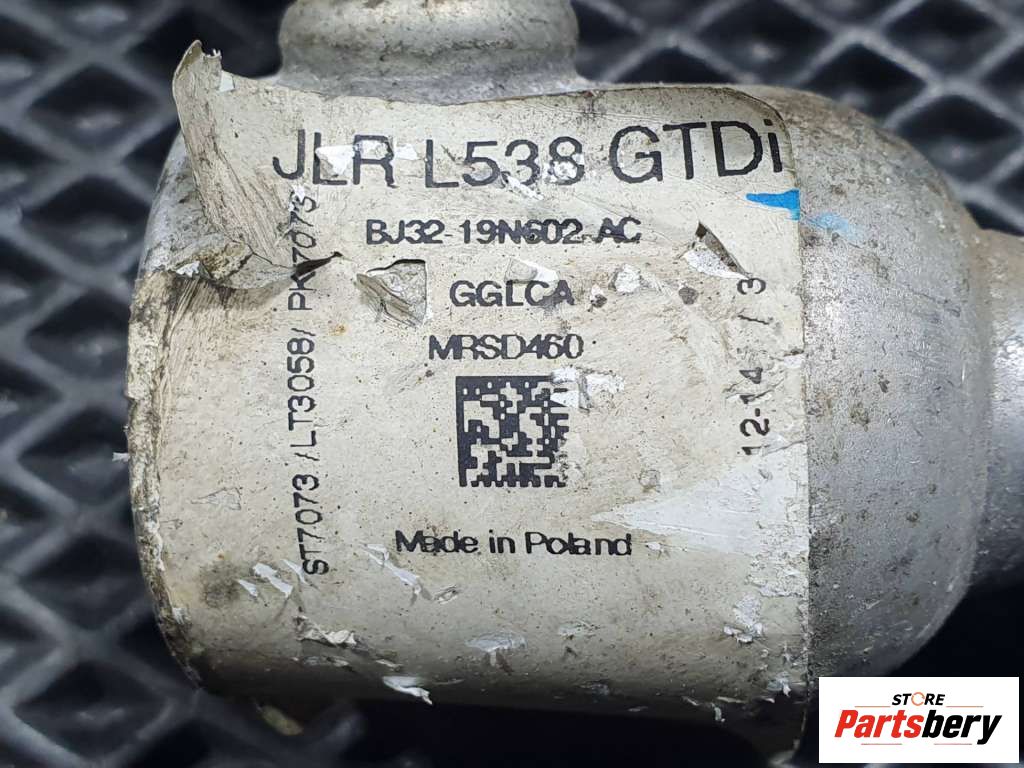 JLR L538 GTDi
BJ32-19N602-AC
GGLCA
MRSD460
Made in Poland
ST7073 /LT3058/ PK7073
12-14 / 3
STORE
Partsbery